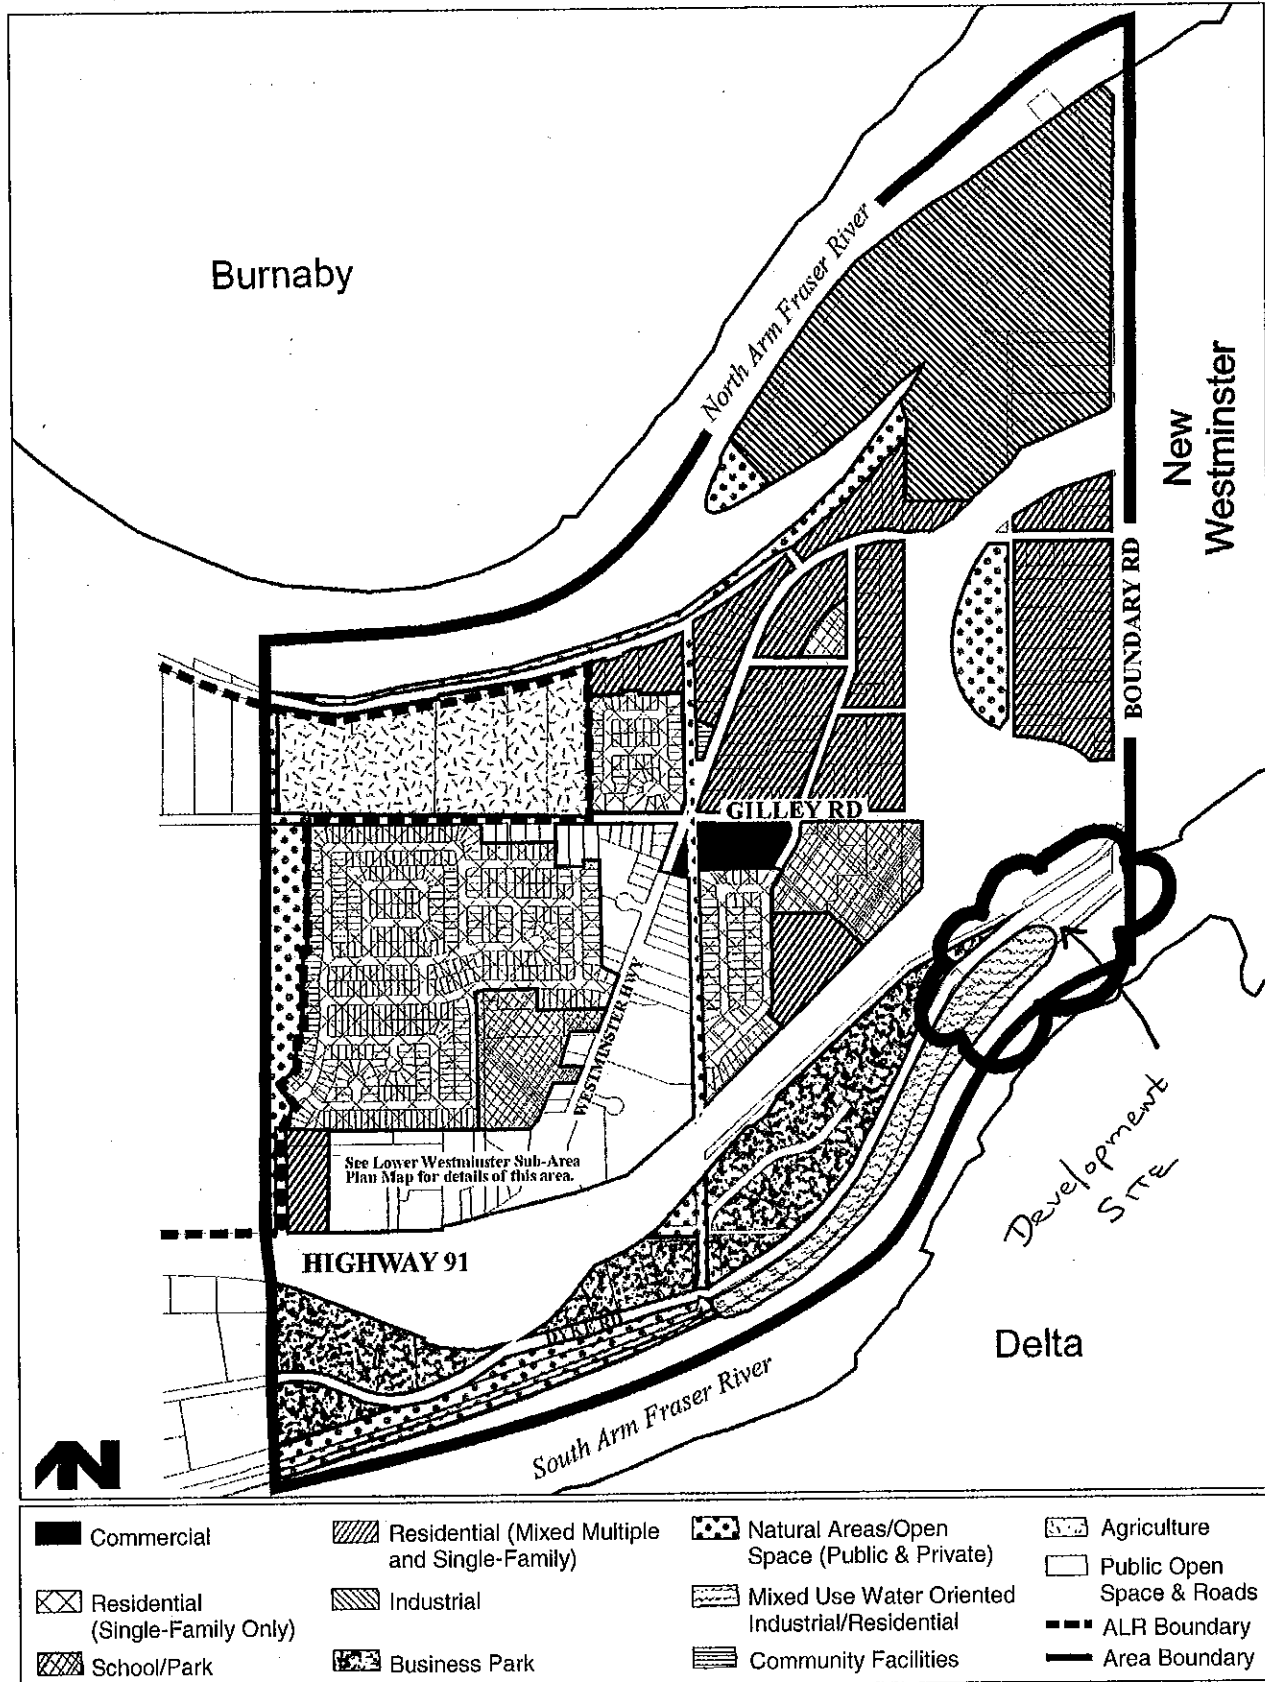 Burnaby
North Arm Fraser River
New
Westminster
BOUNDARY RD
GILLEY RD
WESTMINSTER HWY
See Lower Westminster Sub-Area
Plan Map for details of this area.
HIGHWAY 91
DYKE RD
South Arm Fraser River
Delta
Development
SITE
N
Commercial
Residential
(Single-Family Only)
School/Park
Residential (Mixed Multiple
and Single-Family)
Industrial
Business Park
Natural Areas/Open
Space (Public & Private)
Mixed Use Water Oriented
Industrial/Residential
Community Facilities
Agriculture
Public Open
Space & Roads
ALR Boundary
Area Boundary